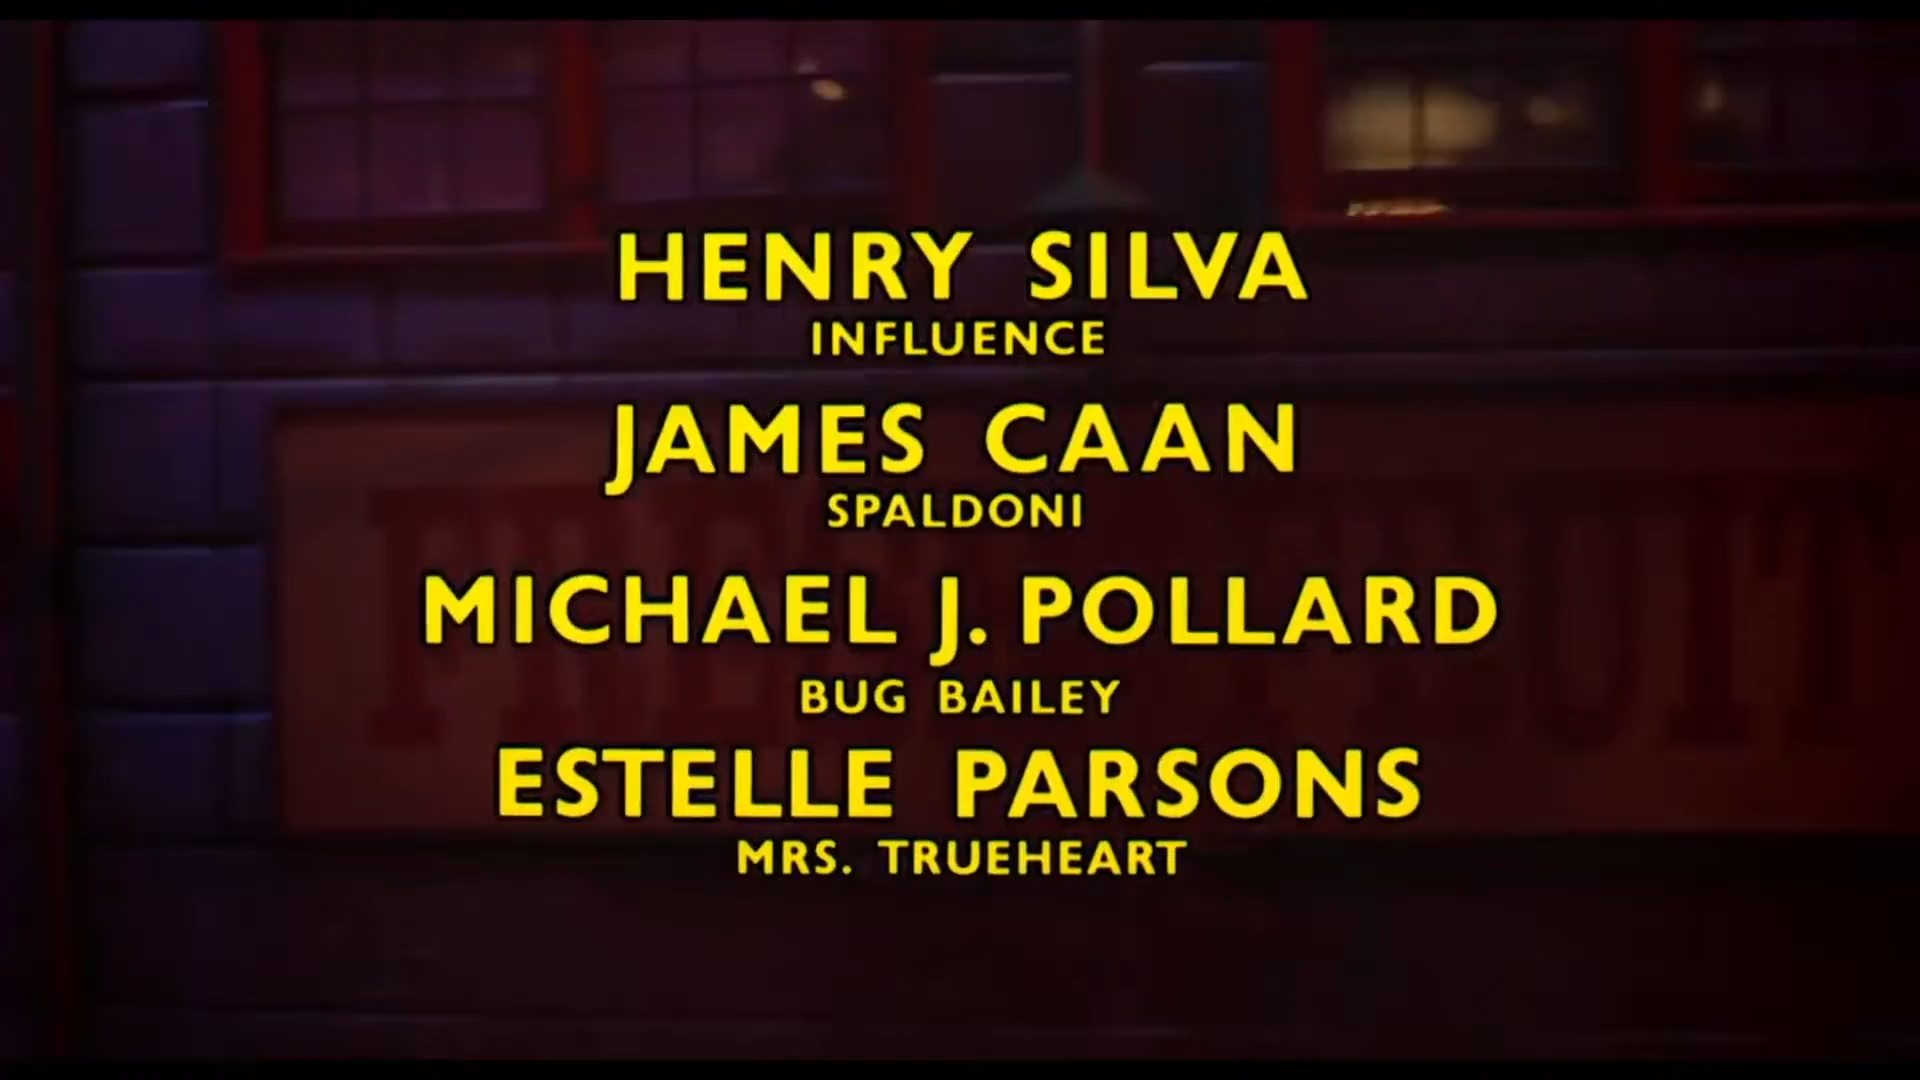 HENRY SILVA
INFLUENCE
JAMES CAAN
SPALDONI
MICHAEL J. POLLARD
BUG BAILEY
ESTELLE PARSONS
MRS. TRUEHEART